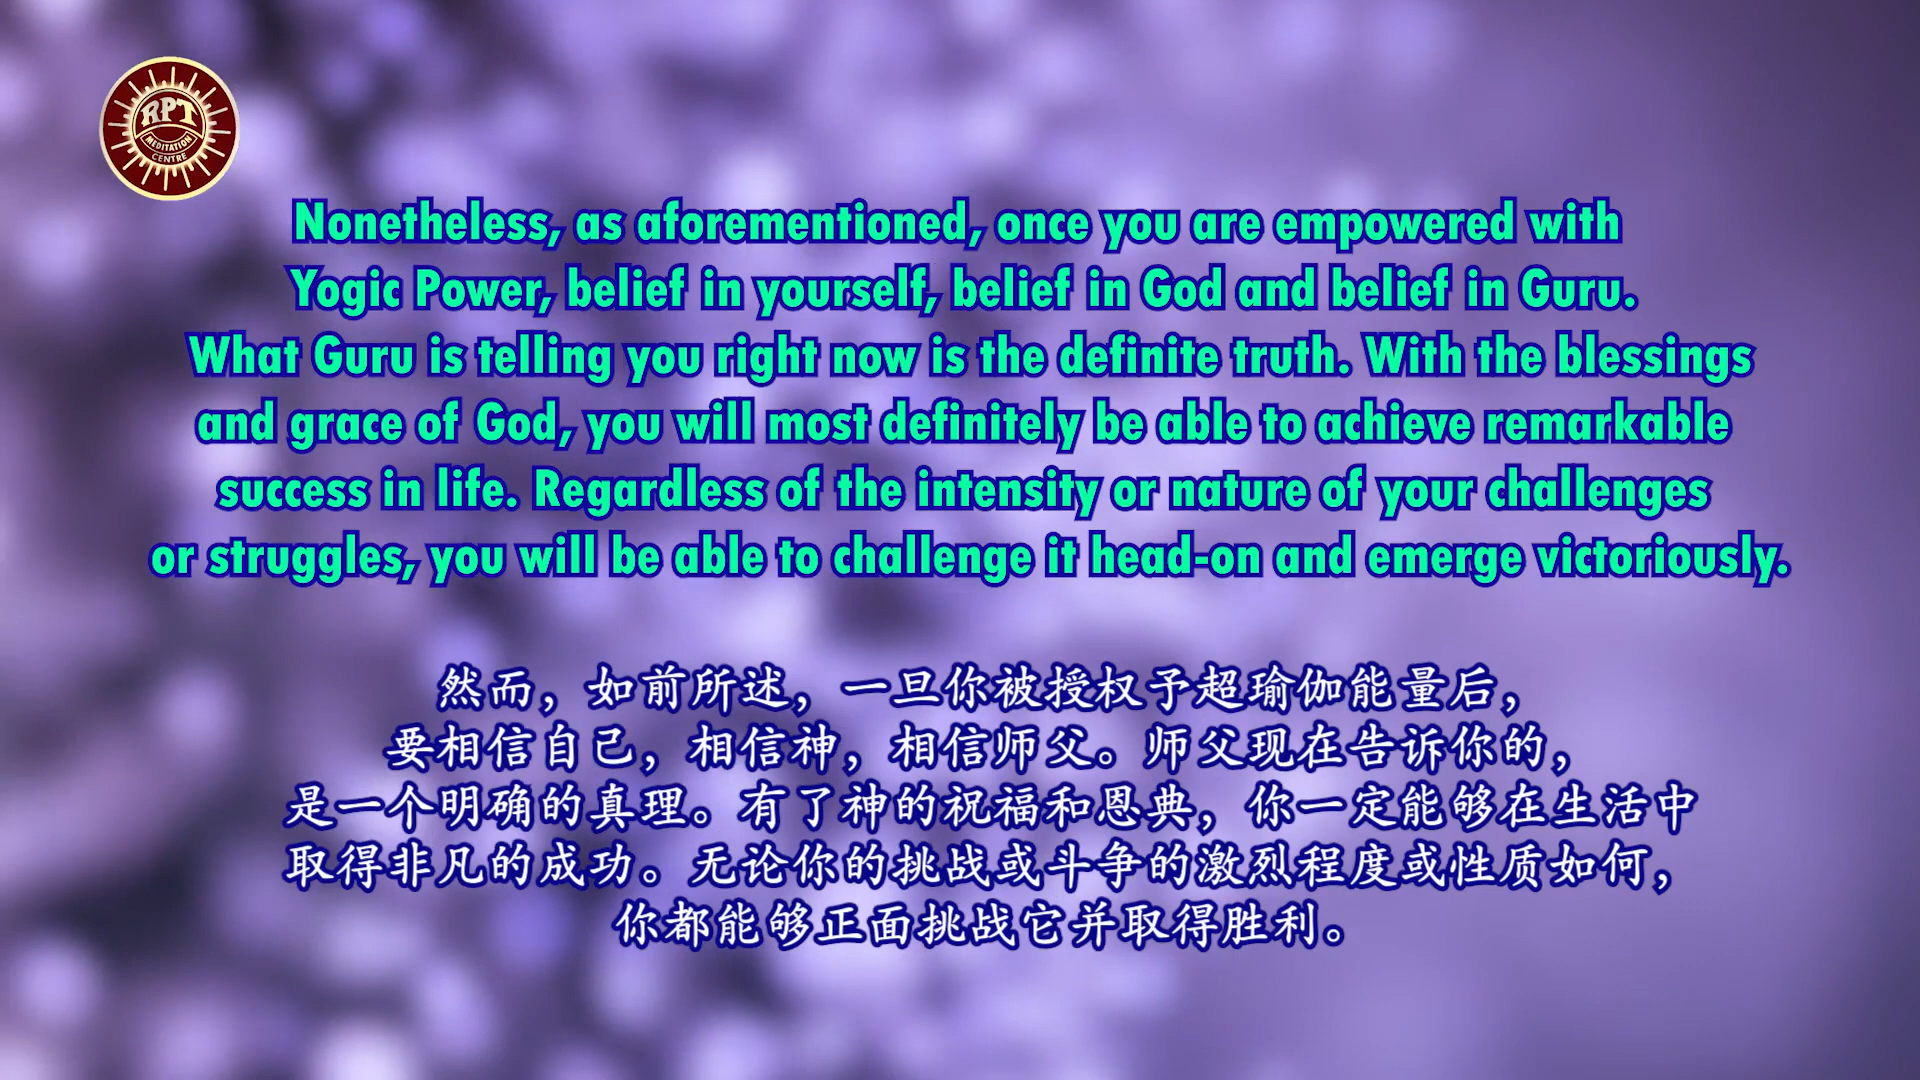 RPT
MEDITATION
CENTRE
Nonetheless, as aforementioned, once you are empowered with
Yogic Power, belief in yourself, belief in God and belief in Guru.
What Guru is telling you right now is the definite truth. With the blessings
and grace of God, you will most definitely be able to achieve remarkable
success in life. Regardless of the intensity or nature of your challenges
or struggles, you will be able to challenge it head-on and emerge victoriously.
然而，如前所述，一旦你被授权予超瑜伽能量后，
要相信自己，相信神，相信师父。师父现在告诉你的，
是一个明确的真理。有了神的祝福和恩典，你一定能够在生活中
取得非凡的成功。无论你的挑战或斗争的激烈程度或性质如何，
你都能够正面挑战它并取得胜利。